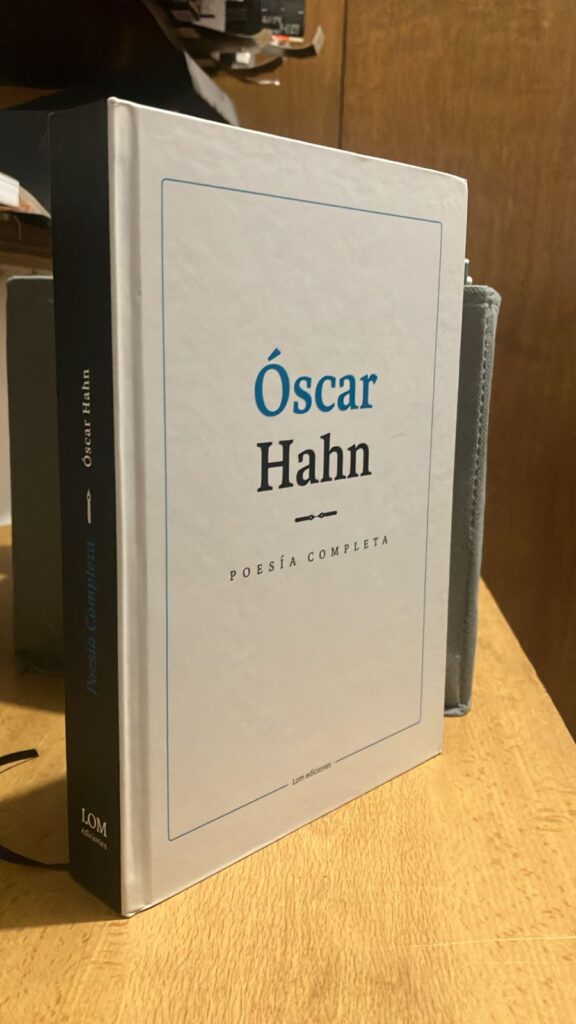 Óscar
Hahn
POESÍA COMPLETA
Lom ediciones
Óscar Hahn
Poesía Completa
LOM
ediciones